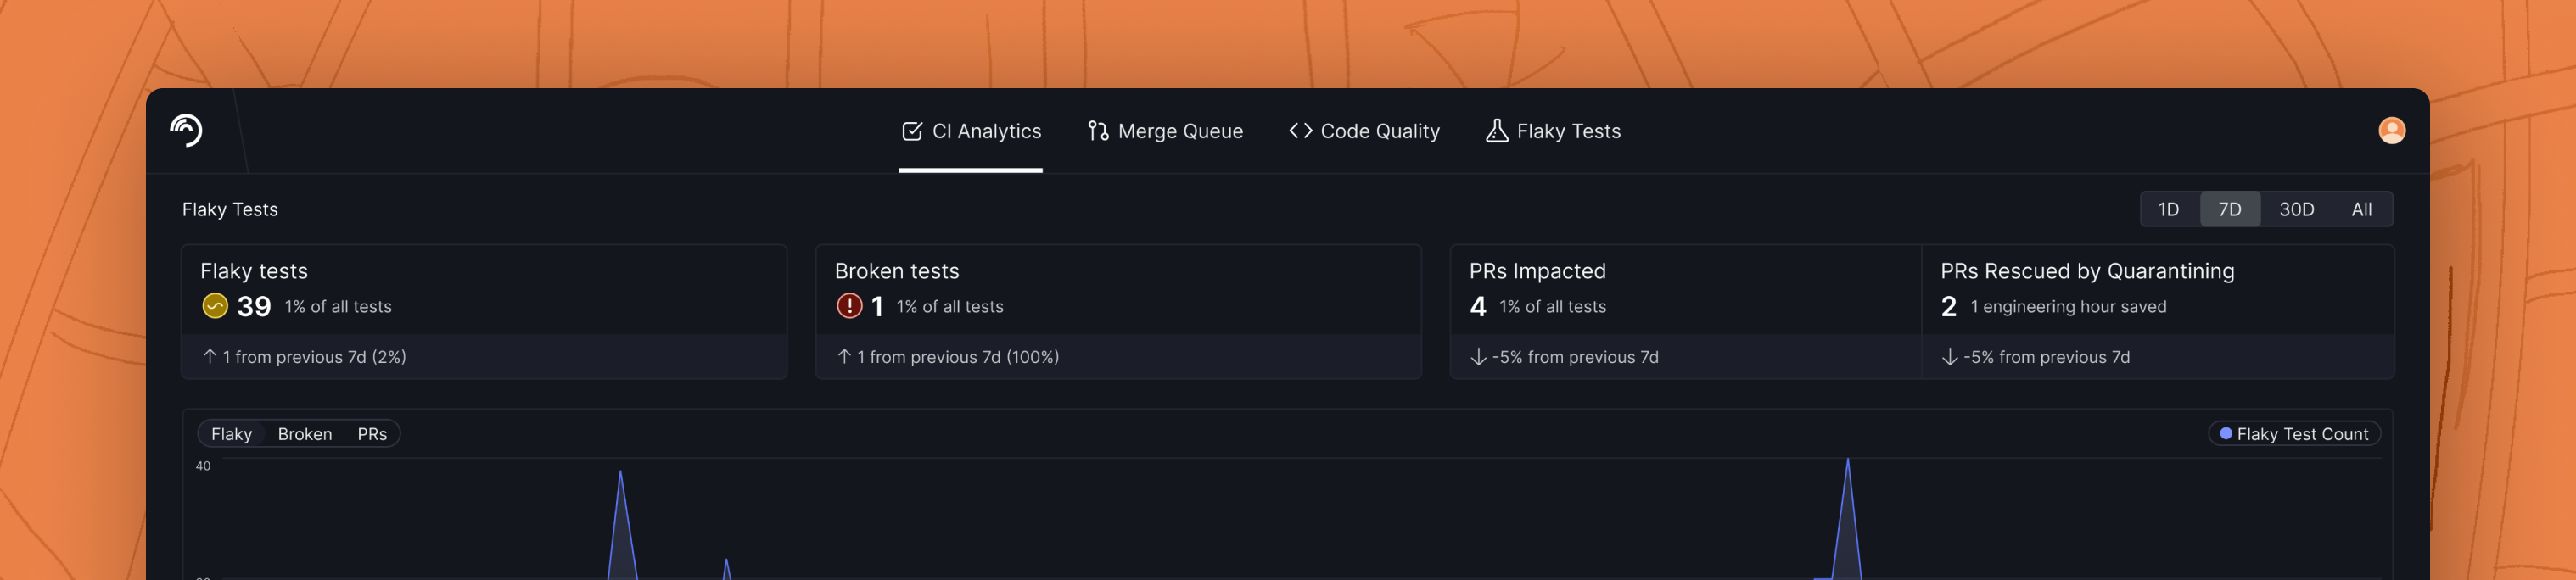 CI Analytics Merge Queue Code Quality Flaky Tests
Flaky Tests
1D 7D 30D All
Flaky tests
39 1% of all tests
↑ 1 from previous 7d (2%)
Broken tests
1 1% of all tests
↑ 1 from previous 7d (100%)
PRs Impacted
4 1% of all tests
↓ -5% from previous 7d
PRs Rescued by Quarantining
2 1 engineering hour saved
↓ -5% from previous 7d
Flaky Broken PRs
Flaky Test Count
40